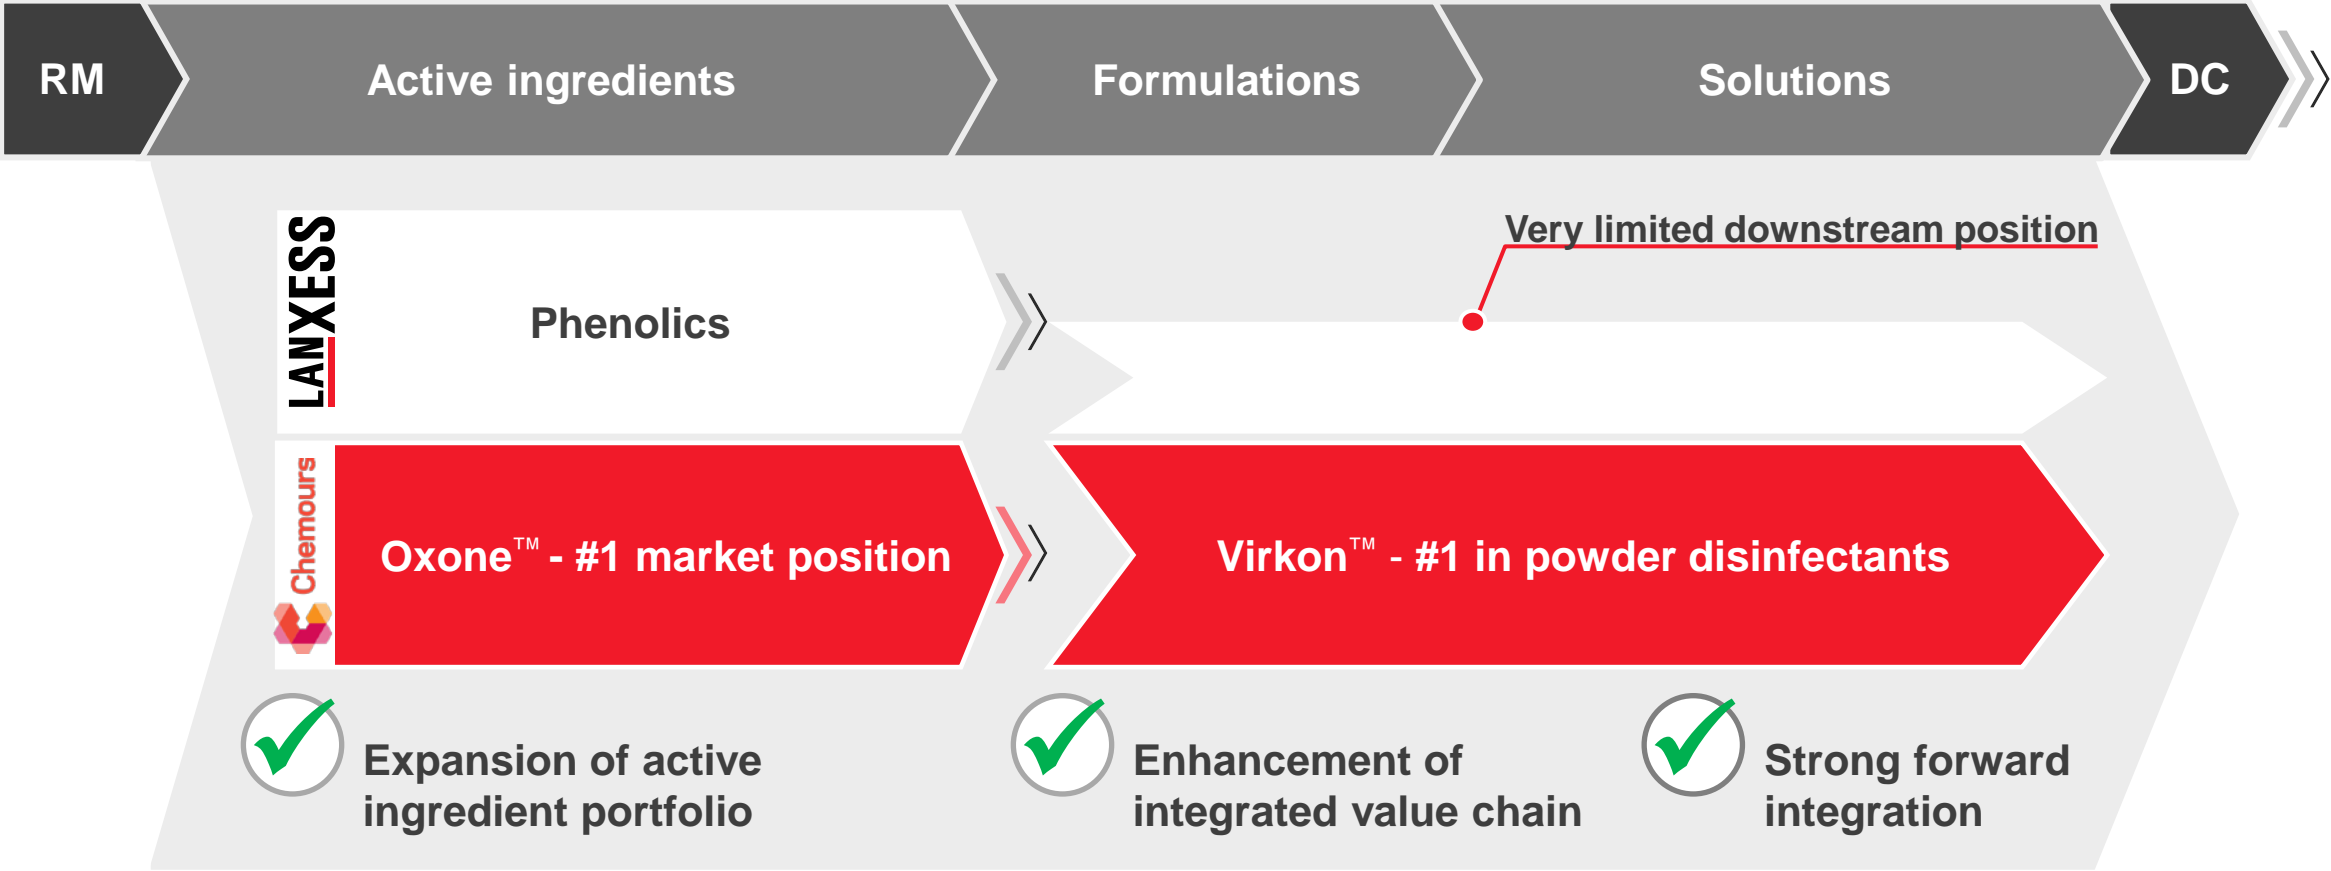 RM
Active ingredients
Formulations
Solutions
DC
LANXESS
Phenolics
Very limited downstream position
Chemours
Oxone™ - #1 market position
Virkon™ - #1 in powder disinfectants
Expansion of active
ingredient portfolio
Enhancement of
integrated value chain
Strong forward
integration